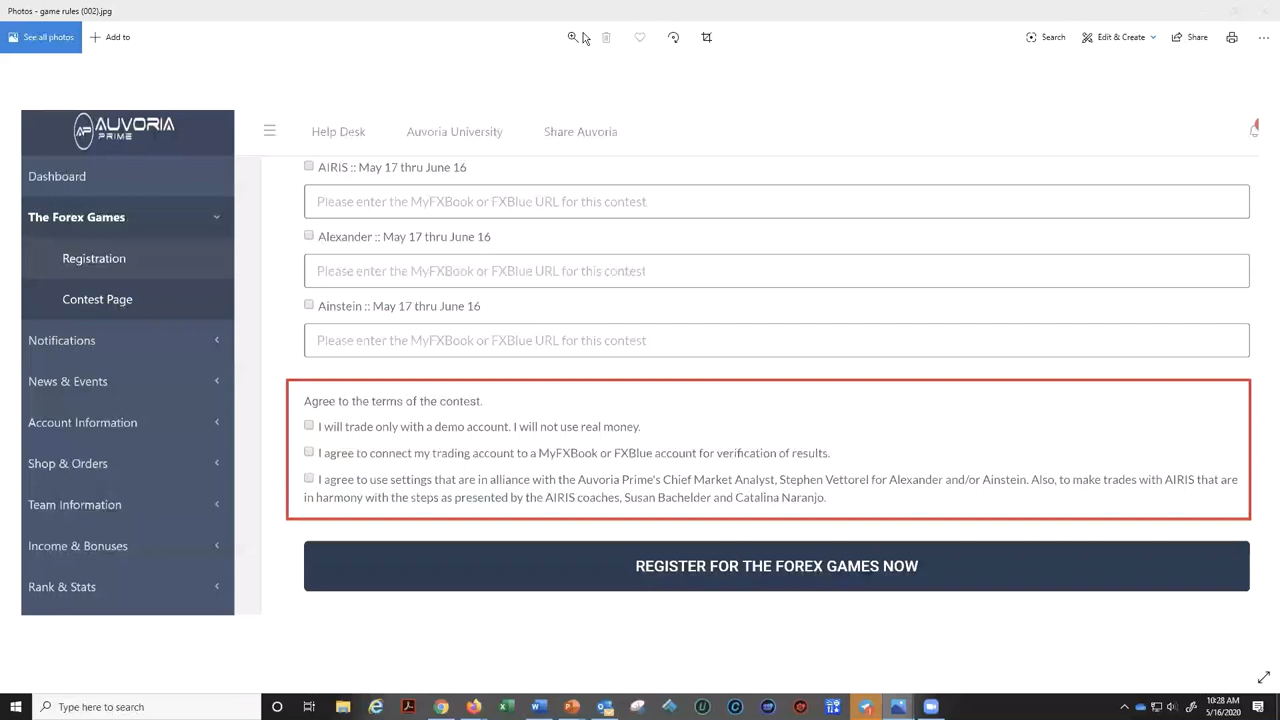 Photos - game rules (002).jpg
See all photos
Add to
Search
Edit & Create
Share
AUVORIA
PRIME
Help Desk
Auvoria University
Share Auvoria
Dashboard
The Forex Games
Registration
Contest Page
Notifications
News & Events
Account Information
Shop & Orders
Team Information
Income & Bonuses
Rank & Stats
AIRIS :: May 17 thru June 16
Please enter the MyFXBook or FXBlue URL for this contest
Alexander :: May 17 thru June 16
Please enter the MyFXBook or FXBlue URL for this contest
Ainstein :: May 17 thru June 16
Please enter the MyFXBook or FXBlue URL for this contest
Agree to the terms of the contest.
I will trade only with a demo account. I will not use real money.
I agree to connect my trading account to a MyFXBook or FXBlue account for verification of results.
I agree to use settings that are in alliance with the Auvoria Prime's Chief Market Analyst, Stephen Vettorel for Alexander and/or Ainstein. Also, to make trades with AIRIS that are
in harmony with the steps as presented by the AIRIS coaches, Susan Bachelder and Catalina Naranjo.
REGISTER FOR THE FOREX GAMES NOW
Type here to search
10:28 AM
5/16/2020